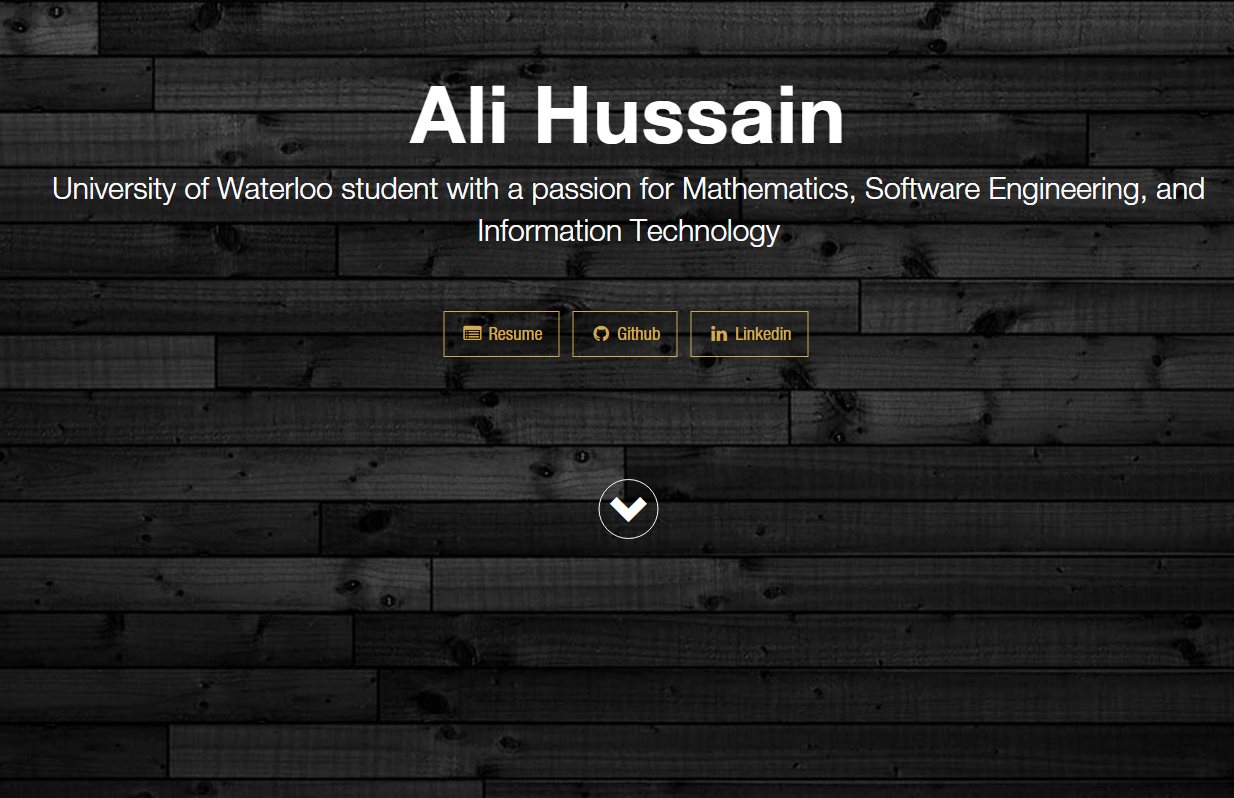 Ali Hussain
University of Waterloo student with a passion for Mathematics, Software Engineering, and
Information Technology
Resume Github Linkedin